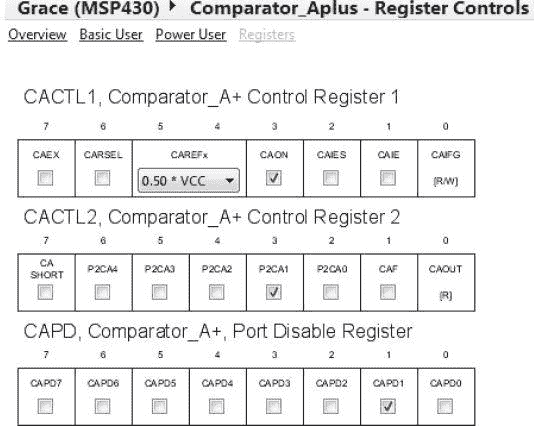 Grace (MSP430) ▸ Comparator_Aplus - Register Controls
Overview Basic User Power User Registers
CACTL1, Comparator_A+ Control Register 1
7 6 5 4 3 2 1 0
CAEX CARSEL CAREFx CAON CAIES CAIE CAIFG
0.50 * VCC [R/W]
CACTL2, Comparator_A+ Control Register 2
7 6 5 4 3 2 1 0
CA SHORT P2CA4 P2CA3 P2CA2 P2CA1 P2CA0 CAF CAOUT
[R]
CAPD, Comparator_A+, Port Disable Register
7 6 5 4 3 2 1 0
CAPD7 CAPD6 CAPD5 CAPD4 CAPD3 CAPD2 CAPD1 CAPD0